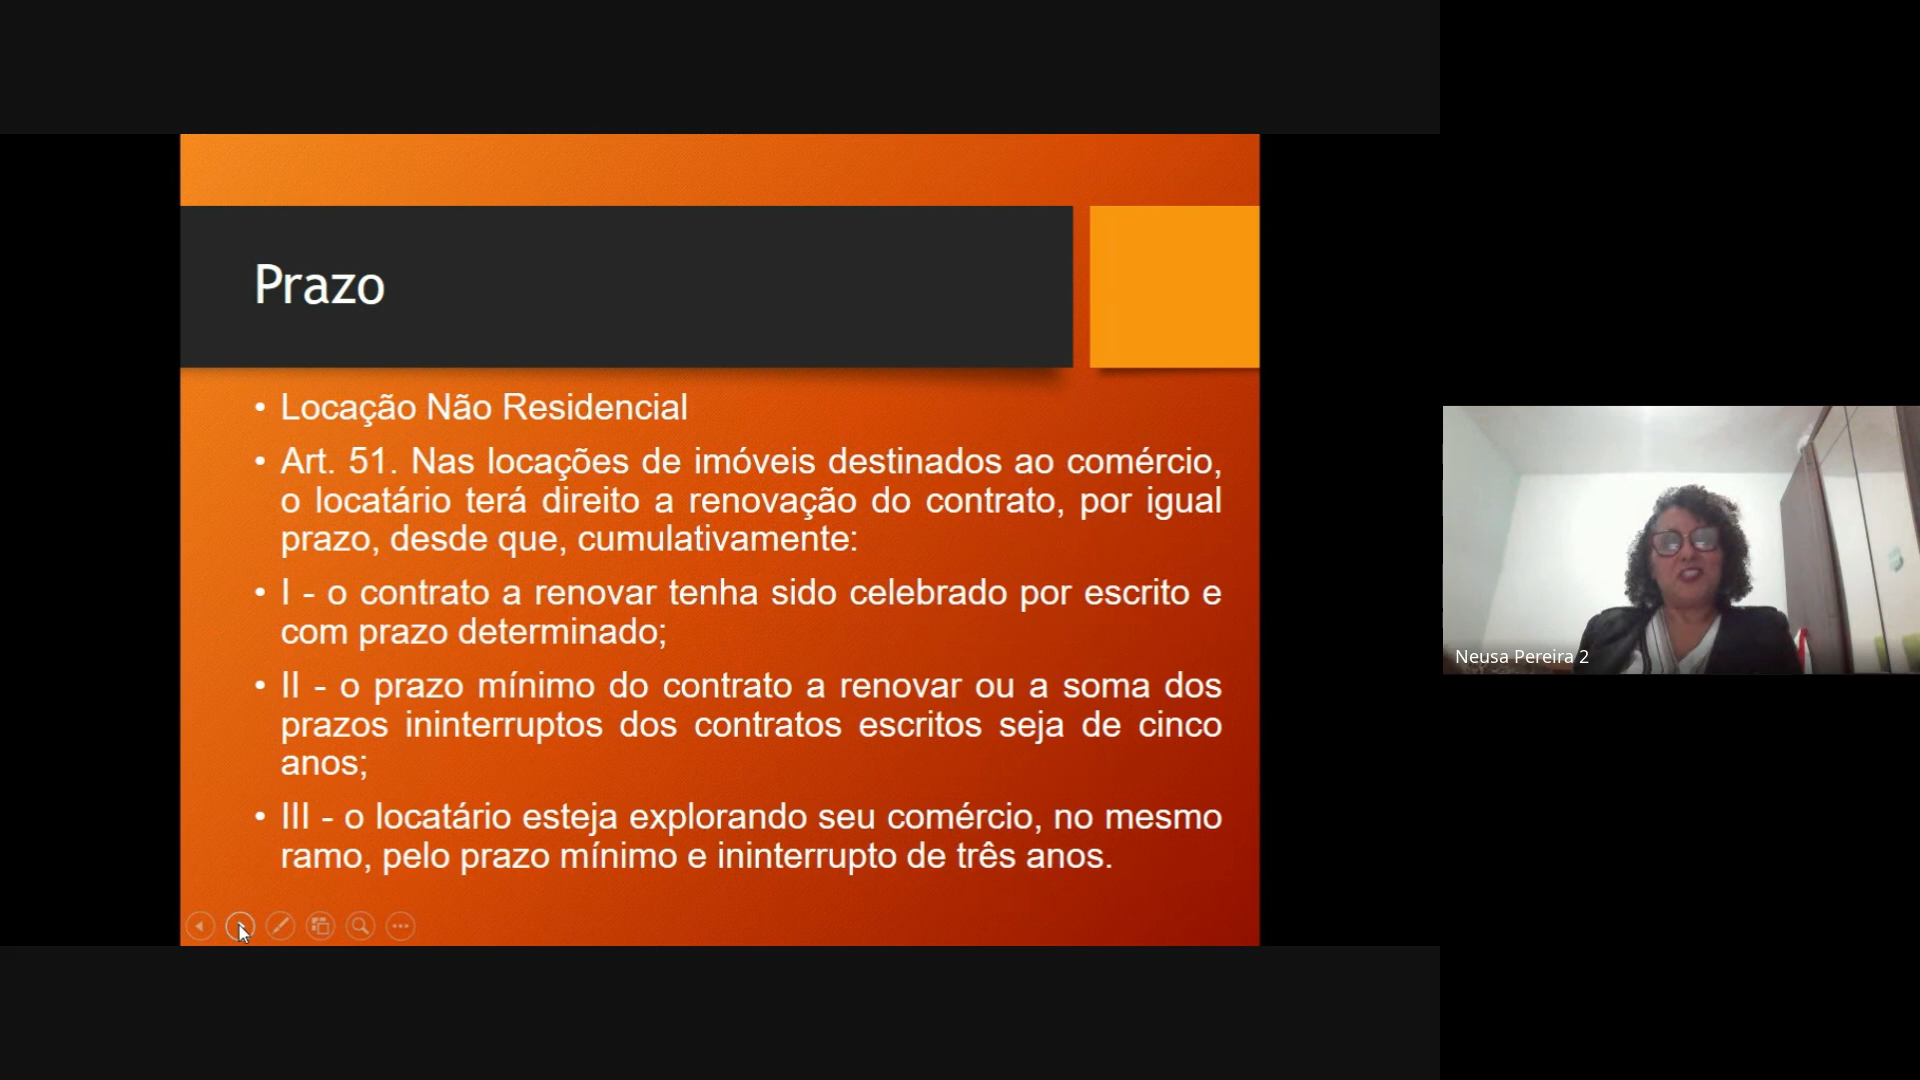 Prazo
• Locação Não Residencial
• Art. 51. Nas locações de imóveis destinados ao comércio,
o locatário terá direito a renovação do contrato, por igual
prazo, desde que, cumulativamente:
• I - o contrato a renovar tenha sido celebrado por escrito e
com prazo determinado;
• II - o prazo mínimo do contrato a renovar ou a soma dos
prazos ininterruptos dos contratos escritos seja de cinco
anos;
• III - o locatário esteja explorando seu comércio, no mesmo
ramo, pelo prazo mínimo e ininterrupto de três anos.
Neusa Pereira 2